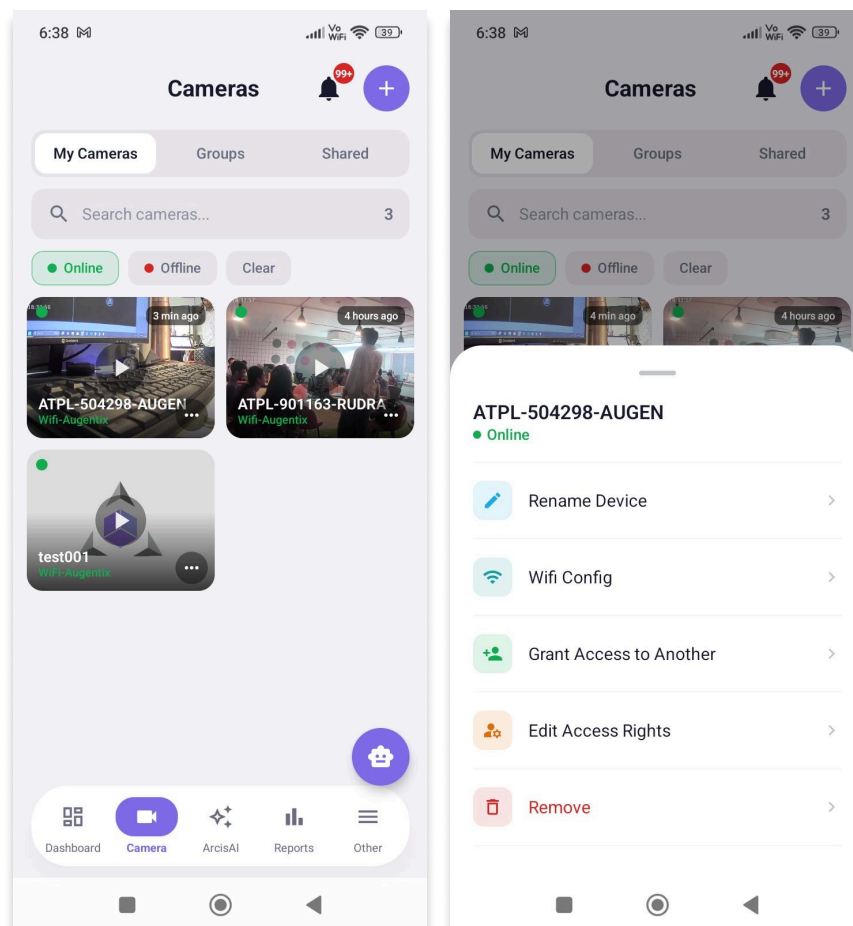 6:38
Vo
WiFi
39
Cameras
99+
+
My Cameras
Groups
Shared
Search cameras...
3
Online
Offline
Clear
3 min ago
ATPL-504298-AUGEN
Wifi-Augentix
4 hours ago
ATPL-901163-RUDRA
Wifi-Augentix
test001
WiFi-Augentix
Dashboard
Camera
ArcisAI
Reports
Other
6:38
Vo
WiFi
39
Cameras
99+
+
My Cameras
Groups
Shared
Search cameras...
3
Online
Offline
Clear
4 min ago
4 hours ago
ATPL-504298-AUGEN
Online
Rename Device
Wifi Config
Grant Access to Another
Edit Access Rights
Remove